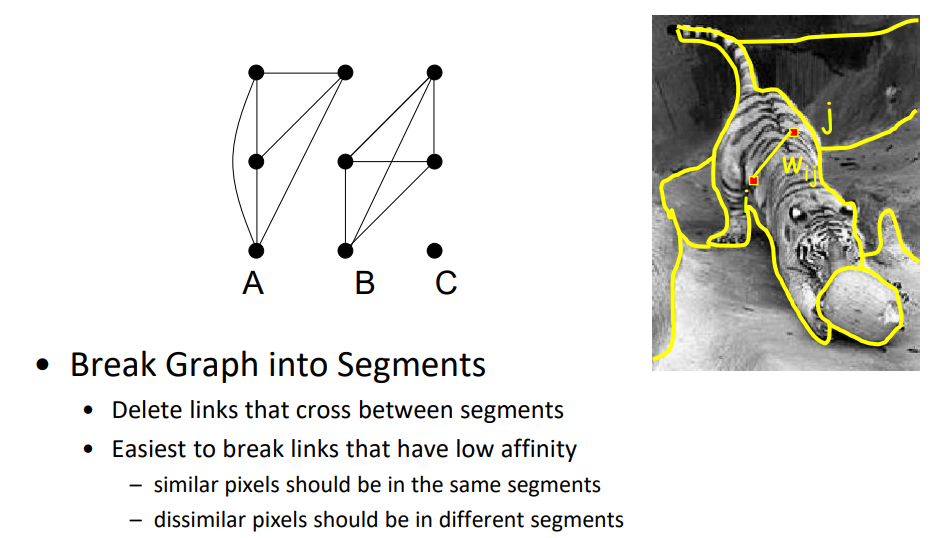 A B C
j
w ij
i
• Break Graph into Segments
• Delete links that cross between segments
• Easiest to break links that have low affinity
– similar pixels should be in the same segments
– dissimilar pixels should be in different segments